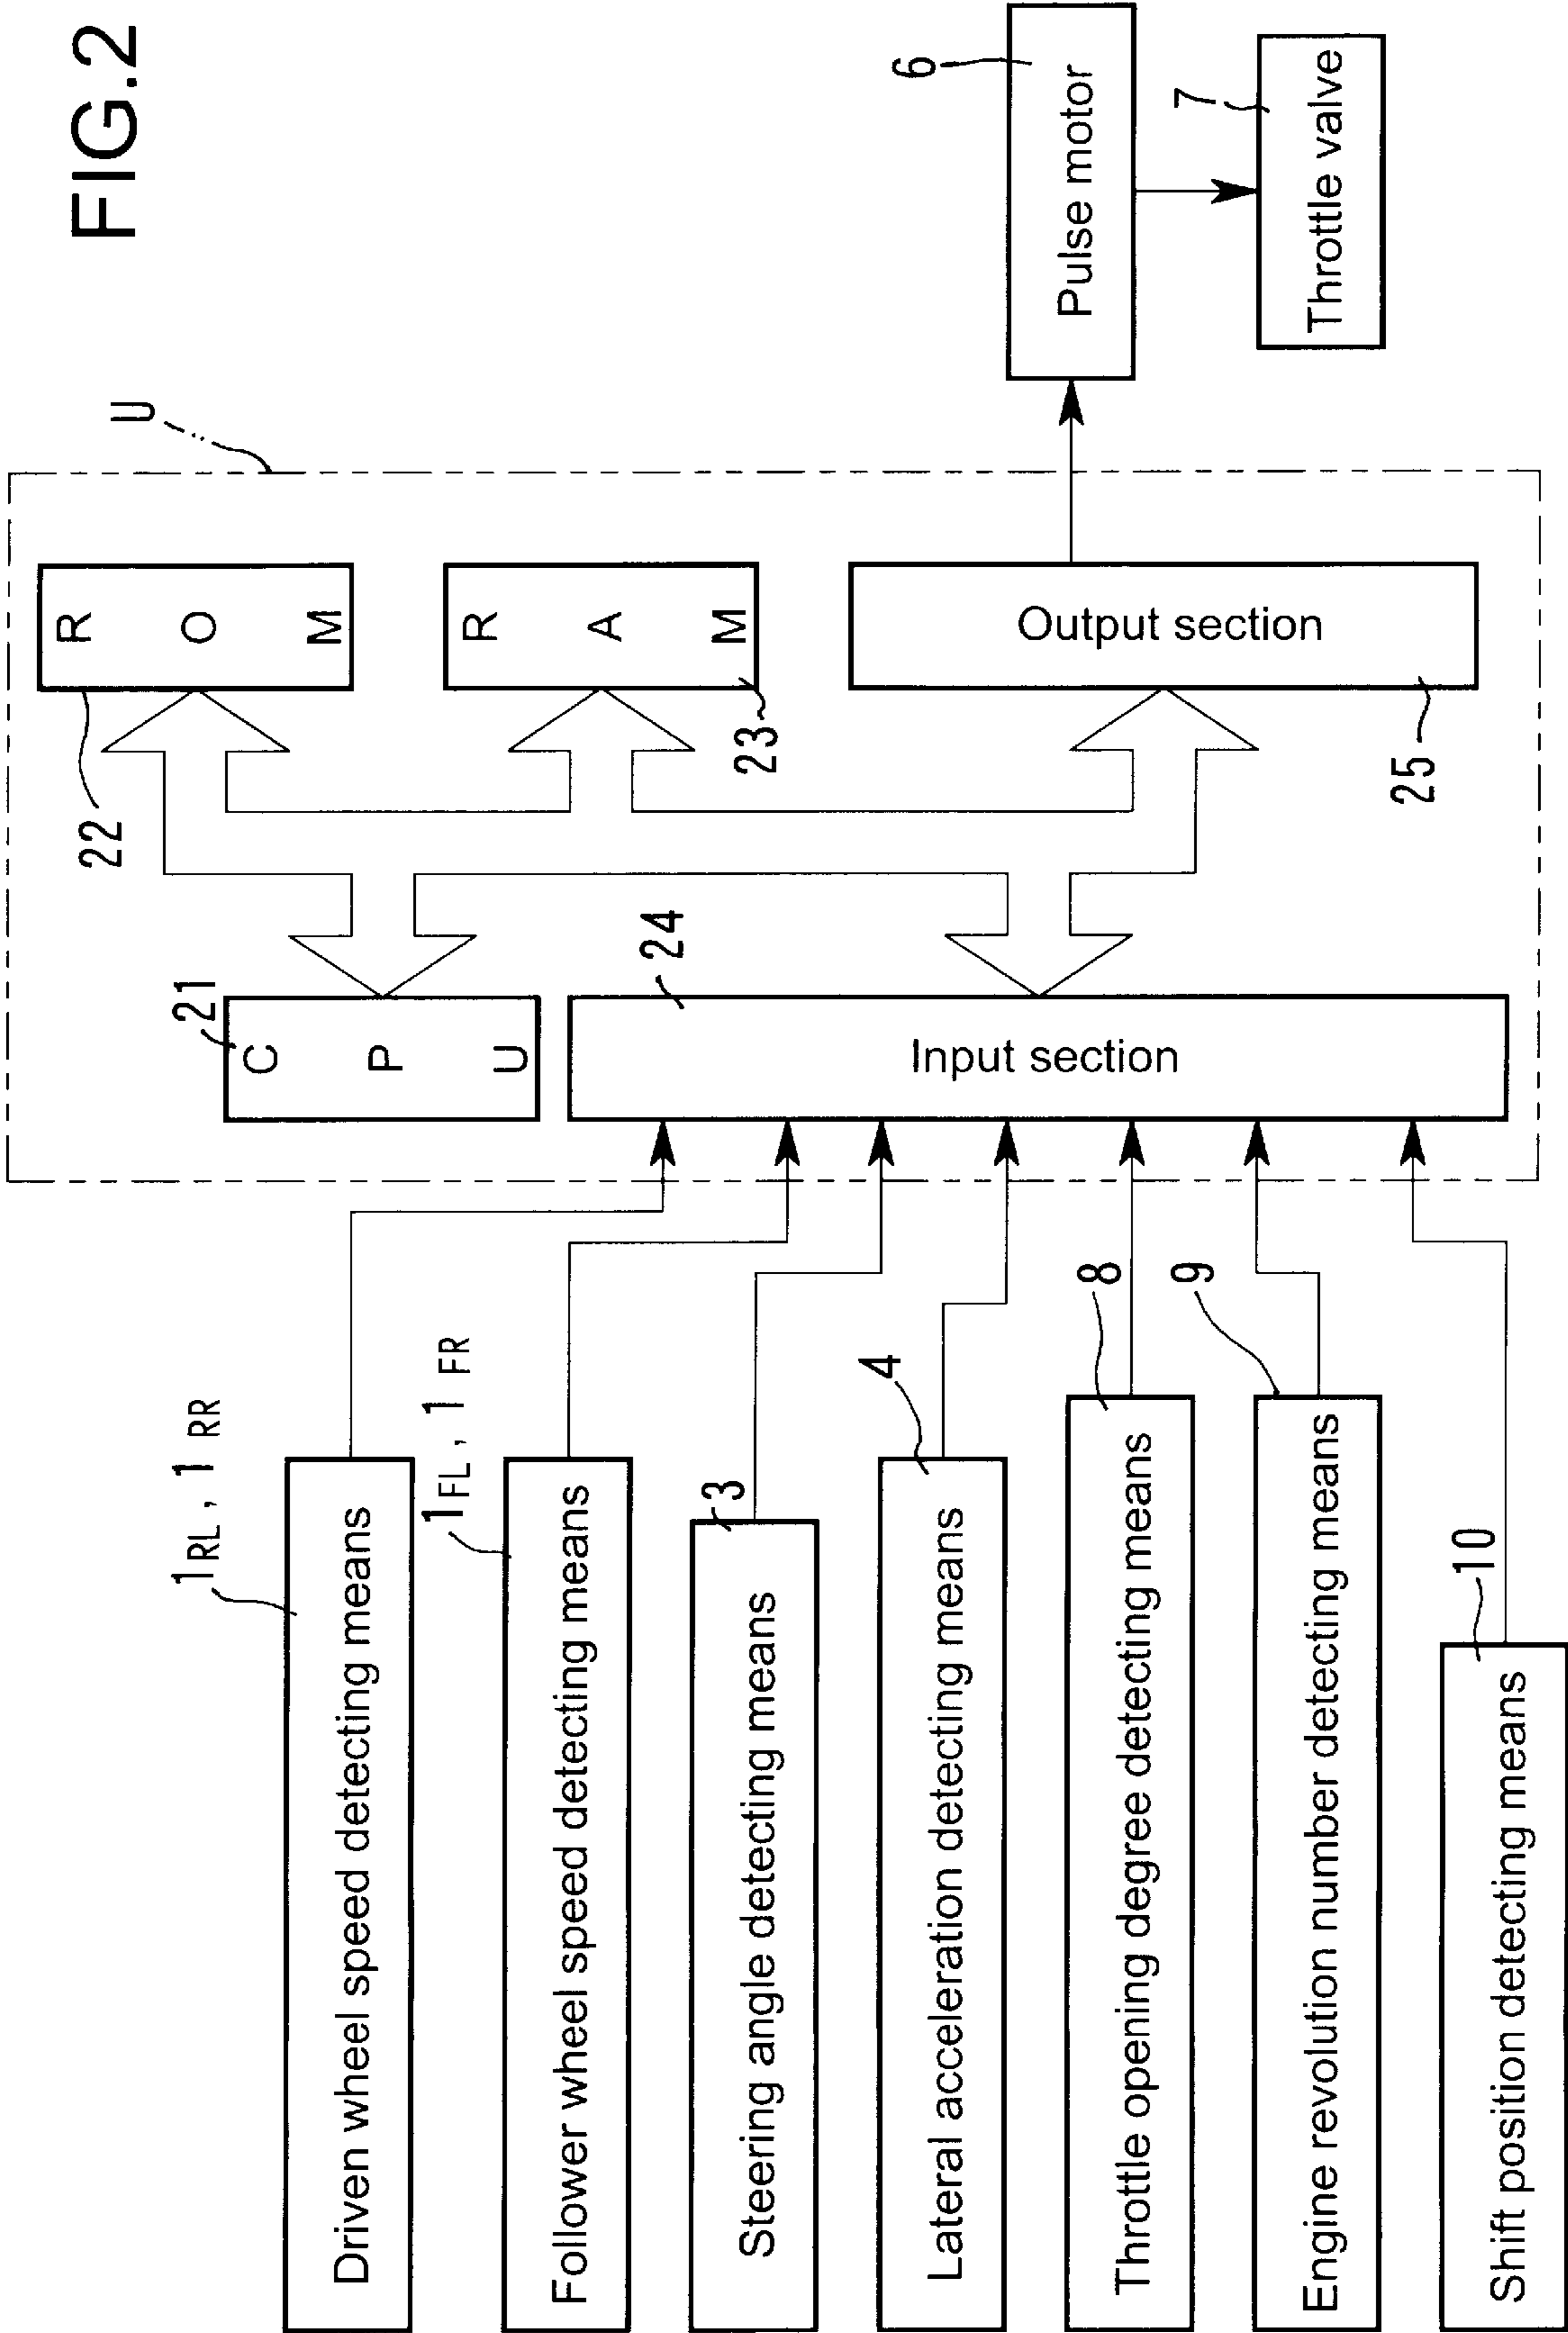 FIG.2
1RL, 1RR
Driven wheel speed detecting means
1FL, 1FR
Follower wheel speed detecting means
3
Steering angle detecting means
4
Lateral acceleration detecting means
8
Throttle opening degree detecting means
9
Engine revolution number detecting means
10
Shift position detecting means
U
21
C P U
24
Input section
22
R O M
23
R A M
25
Output section
6
Pulse motor
7
Throttle valve